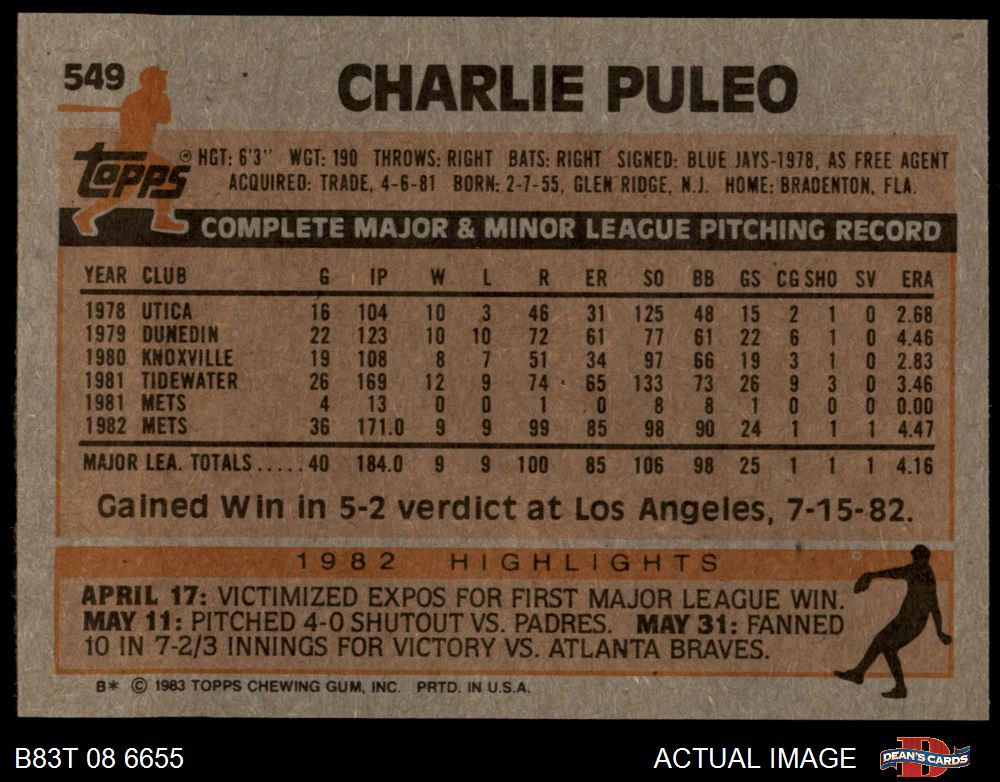 549
CHARLIE PULEO
Topps
® HGT: 6'3" WGT: 190 THROWS: RIGHT BATS: RIGHT SIGNED: BLUE JAYS-1978, AS FREE AGENT
ACQUIRED: TRADE, 4-6-81 BORN: 2-7-55, GLEN RIDGE, N.J. HOME: BRADENTON, FLA.
COMPLETE MAJOR & MINOR LEAGUE PITCHING RECORD
YEAR CLUB G IP W L R ER SO BB GS CG SHO SV ERA
1978 UTICA 16 104 10 3 46 31 125 48 15 2 1 0 2.68
1979 DUNEDIN 22 123 10 10 72 61 77 61 22 6 1 0 4.46
1980 KNOXVILLE 19 108 8 7 51 34 97 66 19 3 1 0 2.83
1981 TIDEWATER 26 169 12 9 74 65 133 73 26 9 3 0 3.46
1981 METS 4 13 0 0 1 0 8 8 1 0 0 0 0.00
1982 METS 36 171.0 9 9 99 85 98 90 24 1 1 1 4.47
MAJOR LEA. TOTALS..... 40 184.0 9 9 100 85 106 98 25 1 1 1 4.16
Gained Win in 5-2 verdict at Los Angeles, 7-15-82.
1982 HIGHLIGHTS
APRIL 17: VICTIMIZED EXPOS FOR FIRST MAJOR LEAGUE WIN.
MAY 11: PITCHED 4-0 SHUTOUT VS. PADRES. MAY 31: FANNED
10 IN 7-2/3 INNINGS FOR VICTORY VS. ATLANTA BRAVES.
B* © 1983 TOPPS CHEWING GUM, INC. PRTD. IN U.S.A.
B83T 08 6655 ACTUAL IMAGE DEAN'S CARDS